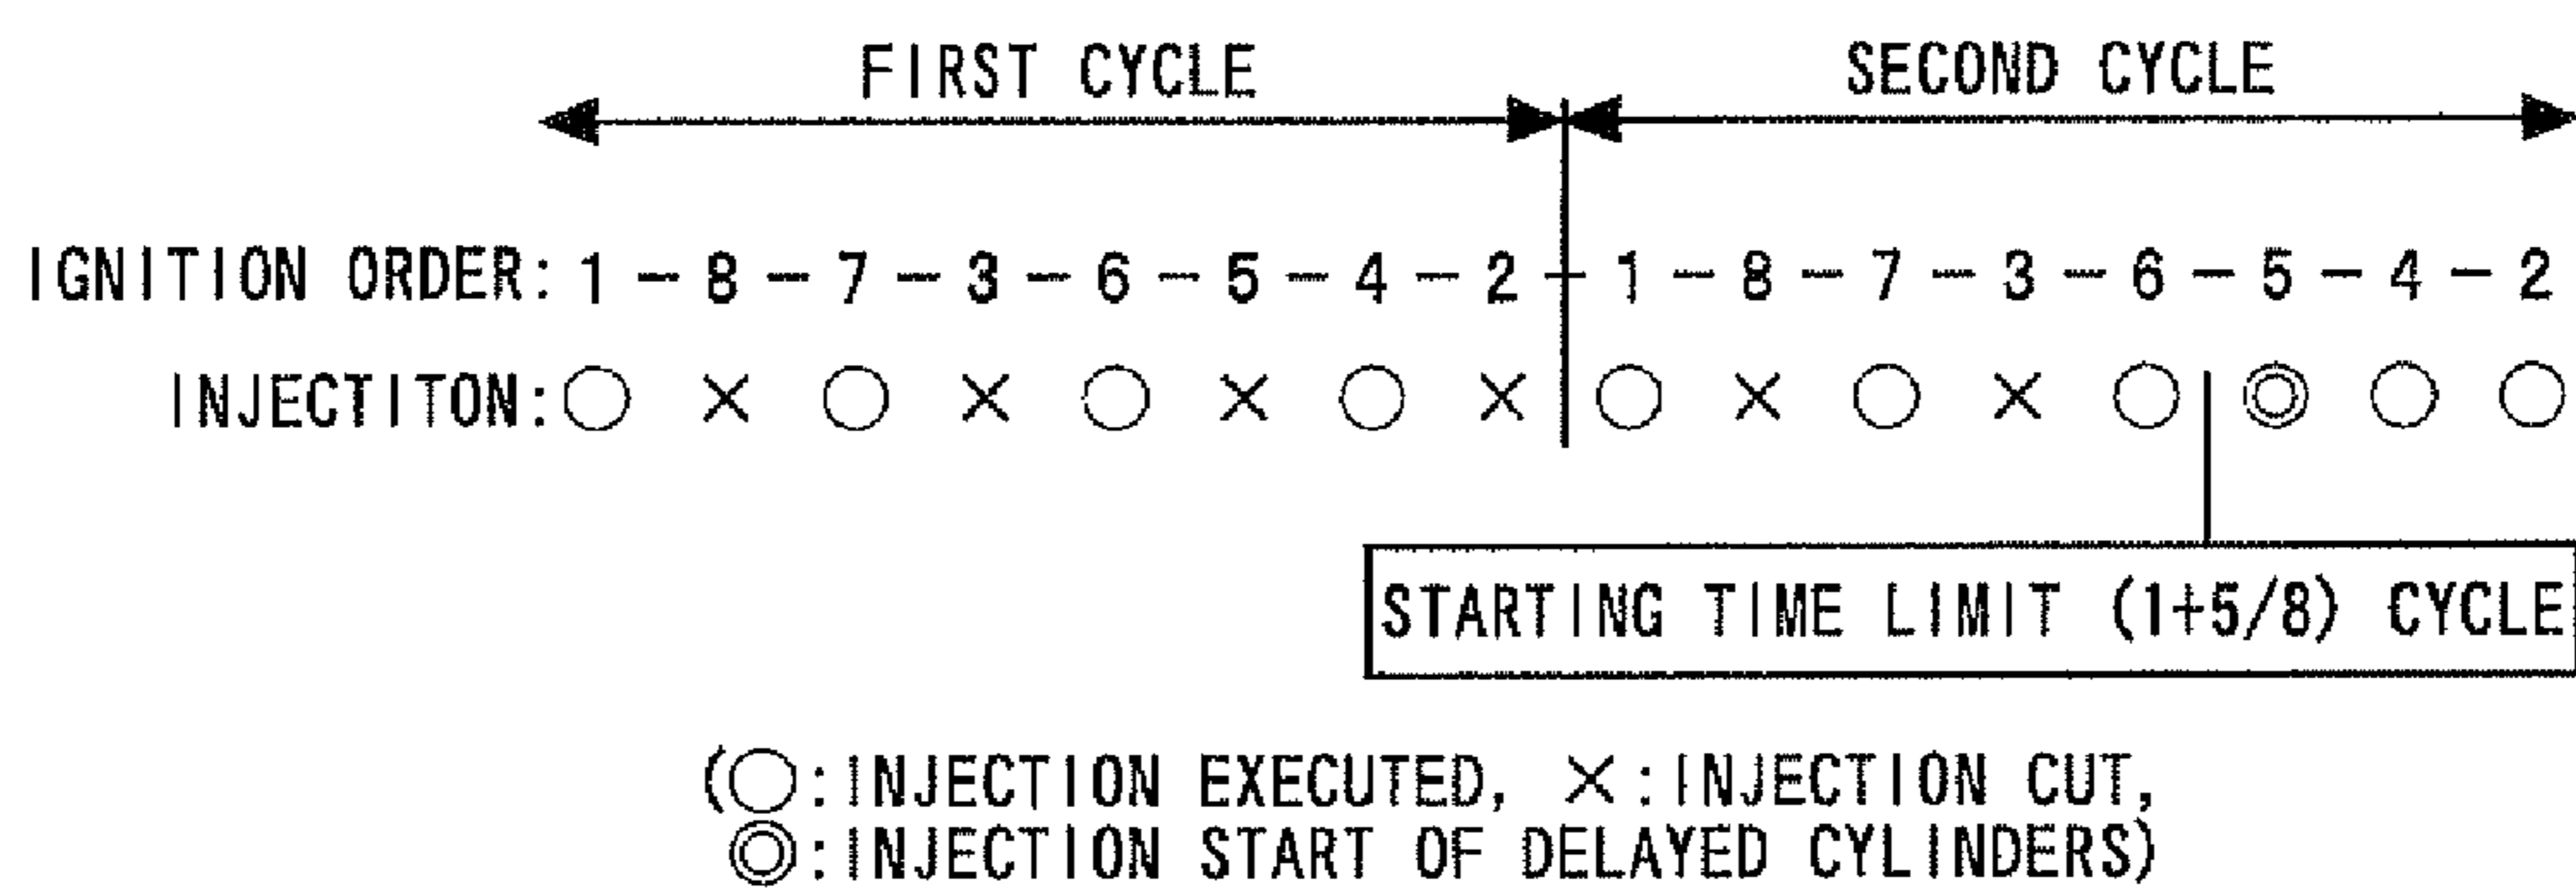 FIRST CYCLE SECOND CYCLE
IGNITION ORDER: 1 - 8 - 7 - 3 - 6 - 5 - 4 - 2 - 1 - 8 - 7 - 3 - 6 - 5 - 4 - 2
INJECTITON: ○ × ○ × ○ × ○ × ○ × ○ × ○ ◎ ○ ○
STARTING TIME LIMIT (1+5/8) CYCLE
(○: INJECTION EXECUTED, ×: INJECTION CUT,
◎: INJECTION START OF DELAYED CYLINDERS)